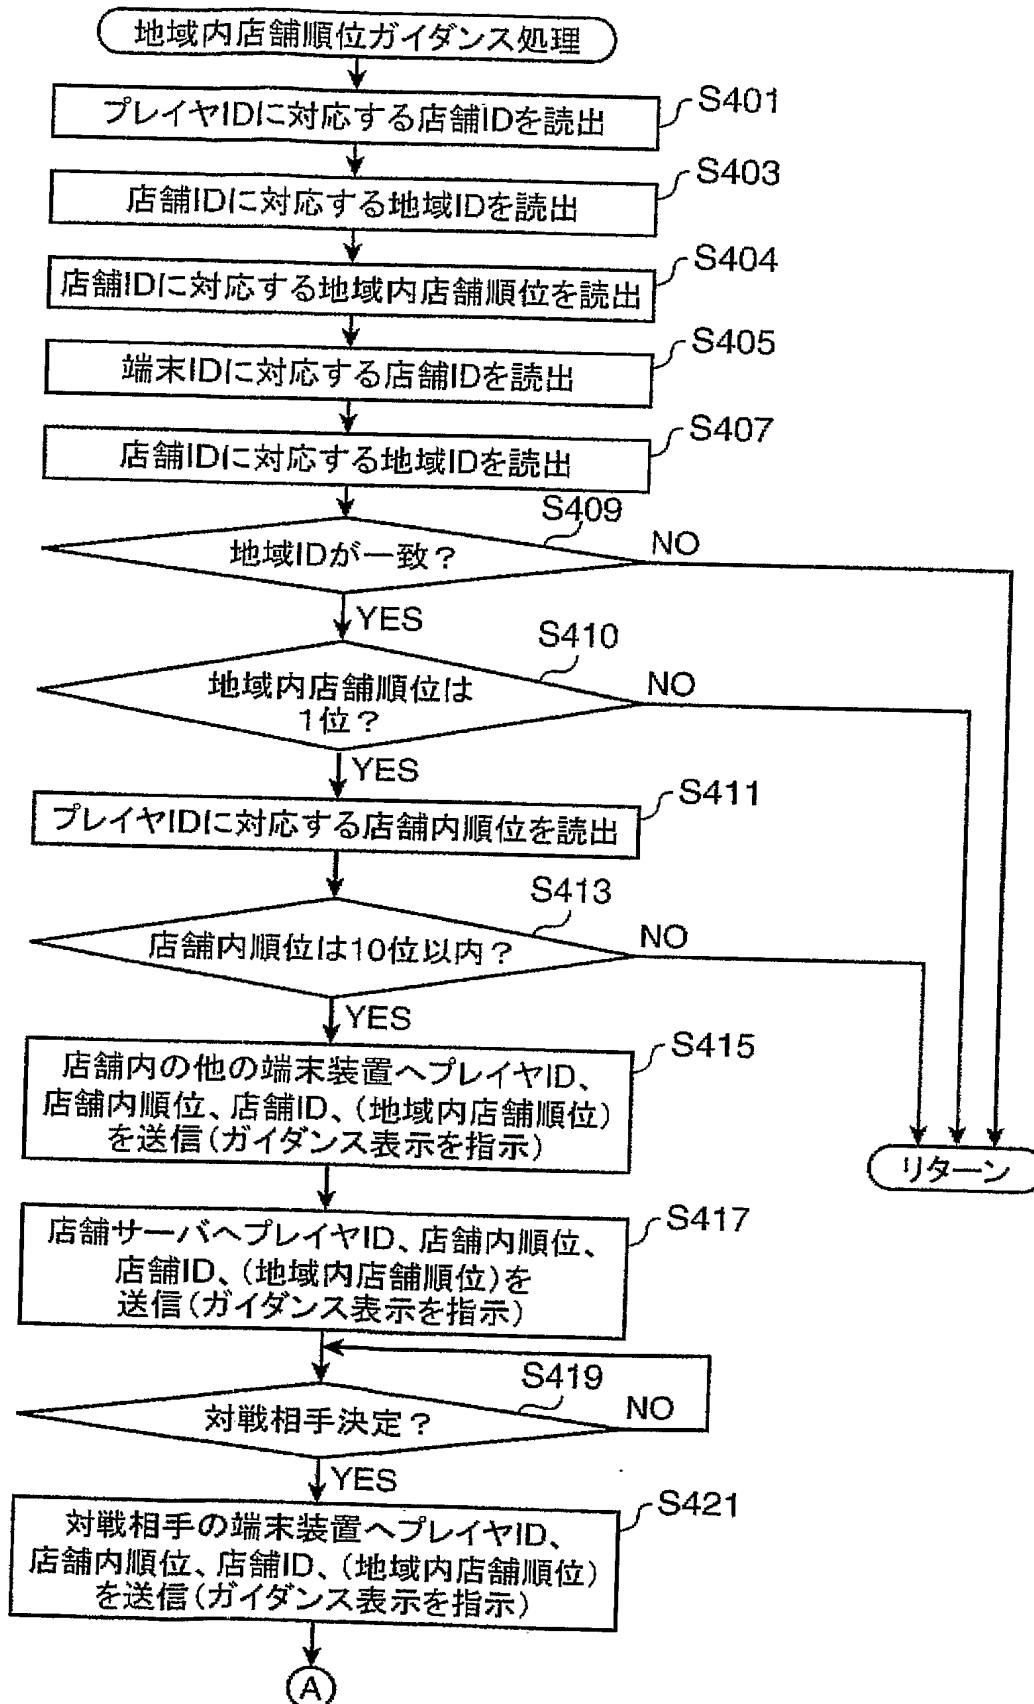 地域内店舗順位ガイダンス処理
S401
プレイヤIDに対応する店舗IDを読出
S403
店舗IDに対応する地域IDを読出
S404
店舗IDに対応する地域内店舗順位を読出
S405
端末IDに対応する店舗IDを読出
S407
店舗IDに対応する地域IDを読出
S409
地域IDが一致?
NO
YES
S410
地域内店舗順位は
1位?
NO
YES
S411
プレイヤIDに対応する店舗内順位を読出
S413
店舗内順位は10位以内?
NO
YES
S415
店舗内の他の端末装置へプレイヤID、
店舗内順位、店舗ID、(地域内店舗順位)
を送信(ガイダンス表示を指示)
リターン
S417
店舗サーバへプレイヤID、店舗内順位、
店舗ID、(地域内店舗順位)を
送信(ガイダンス表示を指示)
S419
対戦相手決定?
NO
YES
S421
対戦相手の端末装置へプレイヤID、
店舗内順位、店舗ID、(地域内店舗順位)
を送信(ガイダンス表示を指示)
A